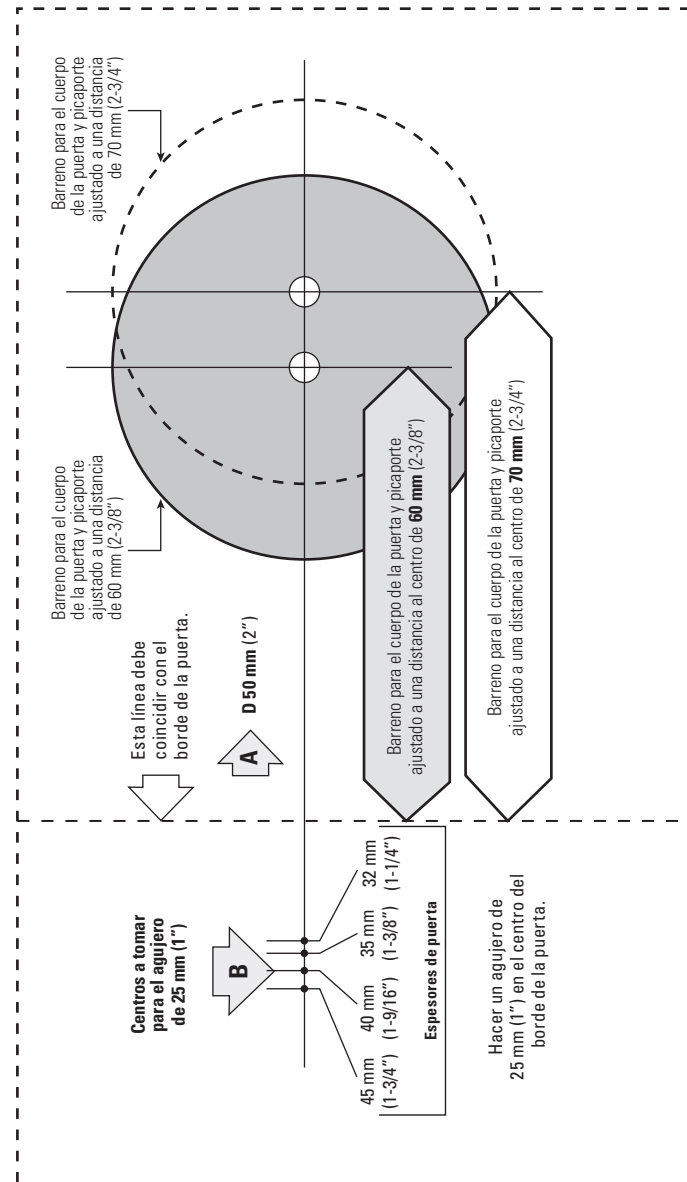 Barreno para el cuerpo
de la puerta y picaporte
ajustado a una distancia
de 60 mm (2-3/8”)
Barreno para el cuerpo
de la puerta y picaporte
ajustado a una distancia
de 70 mm (2-3/4”)
Esta línea debe
coincidir con el
borde de la puerta.
A
D 50 mm (2”)
Centros a tomar
para el agujero
de 25 mm (1”)
B
45 mm
(1-3/4”)
40 mm
(1-9/16”)
35 mm
(1-3/8”)
32 mm
(1-1/4”)
Espesores de puerta
Barreno para el cuerpo de la puerta y picaporte
ajustado a una distancia al centro de 60 mm (2-3/8”)
Barreno para el cuerpo de la puerta y picaporte
ajustado a una distancia al centro de 70 mm (2-3/4”)
Hacer un agujero de
25 mm (1”) en el centro del
borde de la puerta.